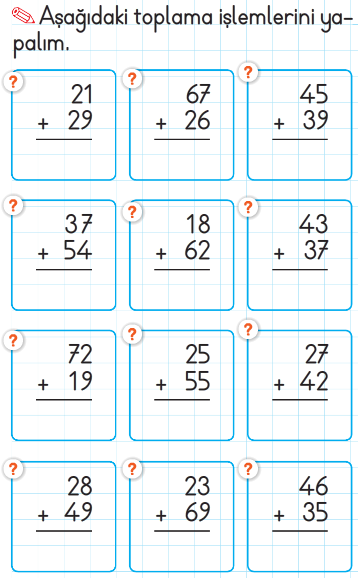 Aşağıdaki toplama işlemlerini ya-
palım.
? ? ?
21 67 45
+ 29 + 26 + 39
? ? ?
37 18 43
+ 54 + 62 + 37
? ? ?
72 25 27
+ 19 + 55 + 42
? ? ?
28 23 46
+ 49 + 69 + 35